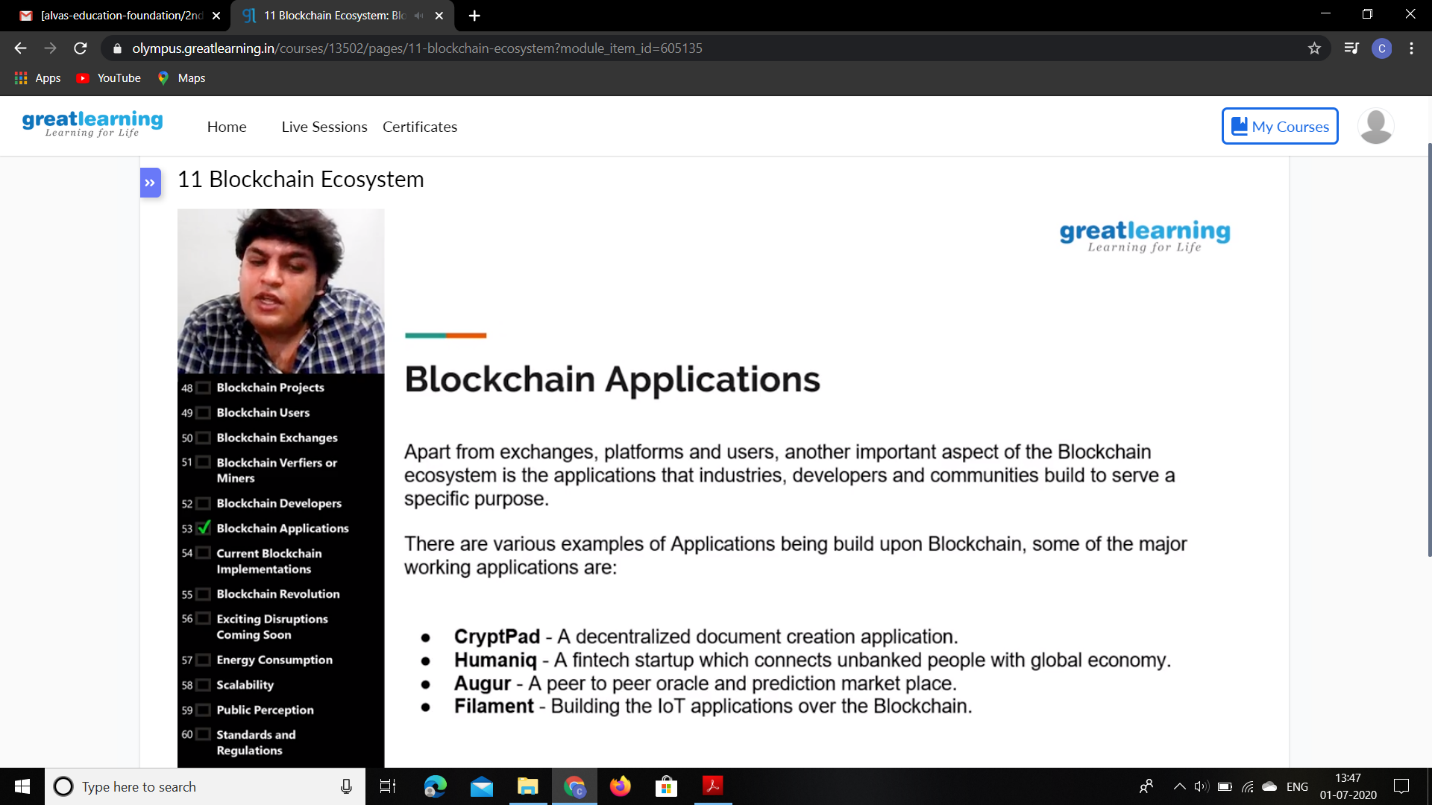 [alvas-education-foundation/2nd
11 Blockchain Ecosystem: Blo
olympus.greatlearning.in/courses/13502/pages/11-blockchain-ecosystem?module_item_id=605135
C
Apps
YouTube
Maps
greatlearning
Learning for Life
Home
Live Sessions
Certificates
My Courses
11 Blockchain Ecosystem
greatlearning
Learning for Life
48 Blockchain Projects
49 Blockchain Users
50 Blockchain Exchanges
51 Blockchain Verfiers or
Miners
52 Blockchain Developers
53 Blockchain Applications
54 Current Blockchain
Implementations
55 Blockchain Revolution
56 Exciting Disruptions
Coming Soon
57 Energy Consumption
58 Scalability
59 Public Perception
60 Standards and
Regulations
Blockchain Applications
Apart from exchanges, platforms and users, another important aspect of the Blockchain
ecosystem is the applications that industries, developers and communities build to serve a
specific purpose.
There are various examples of Applications being build upon Blockchain, some of the major
working applications are:
● CryptPad - A decentralized document creation application.
● Humaniq - A fintech startup which connects unbanked people with global economy.
● Augur - A peer to peer oracle and prediction market place.
● Filament - Building the IoT applications over the Blockchain.
Type here to search
ENG
13:47
01-07-2020